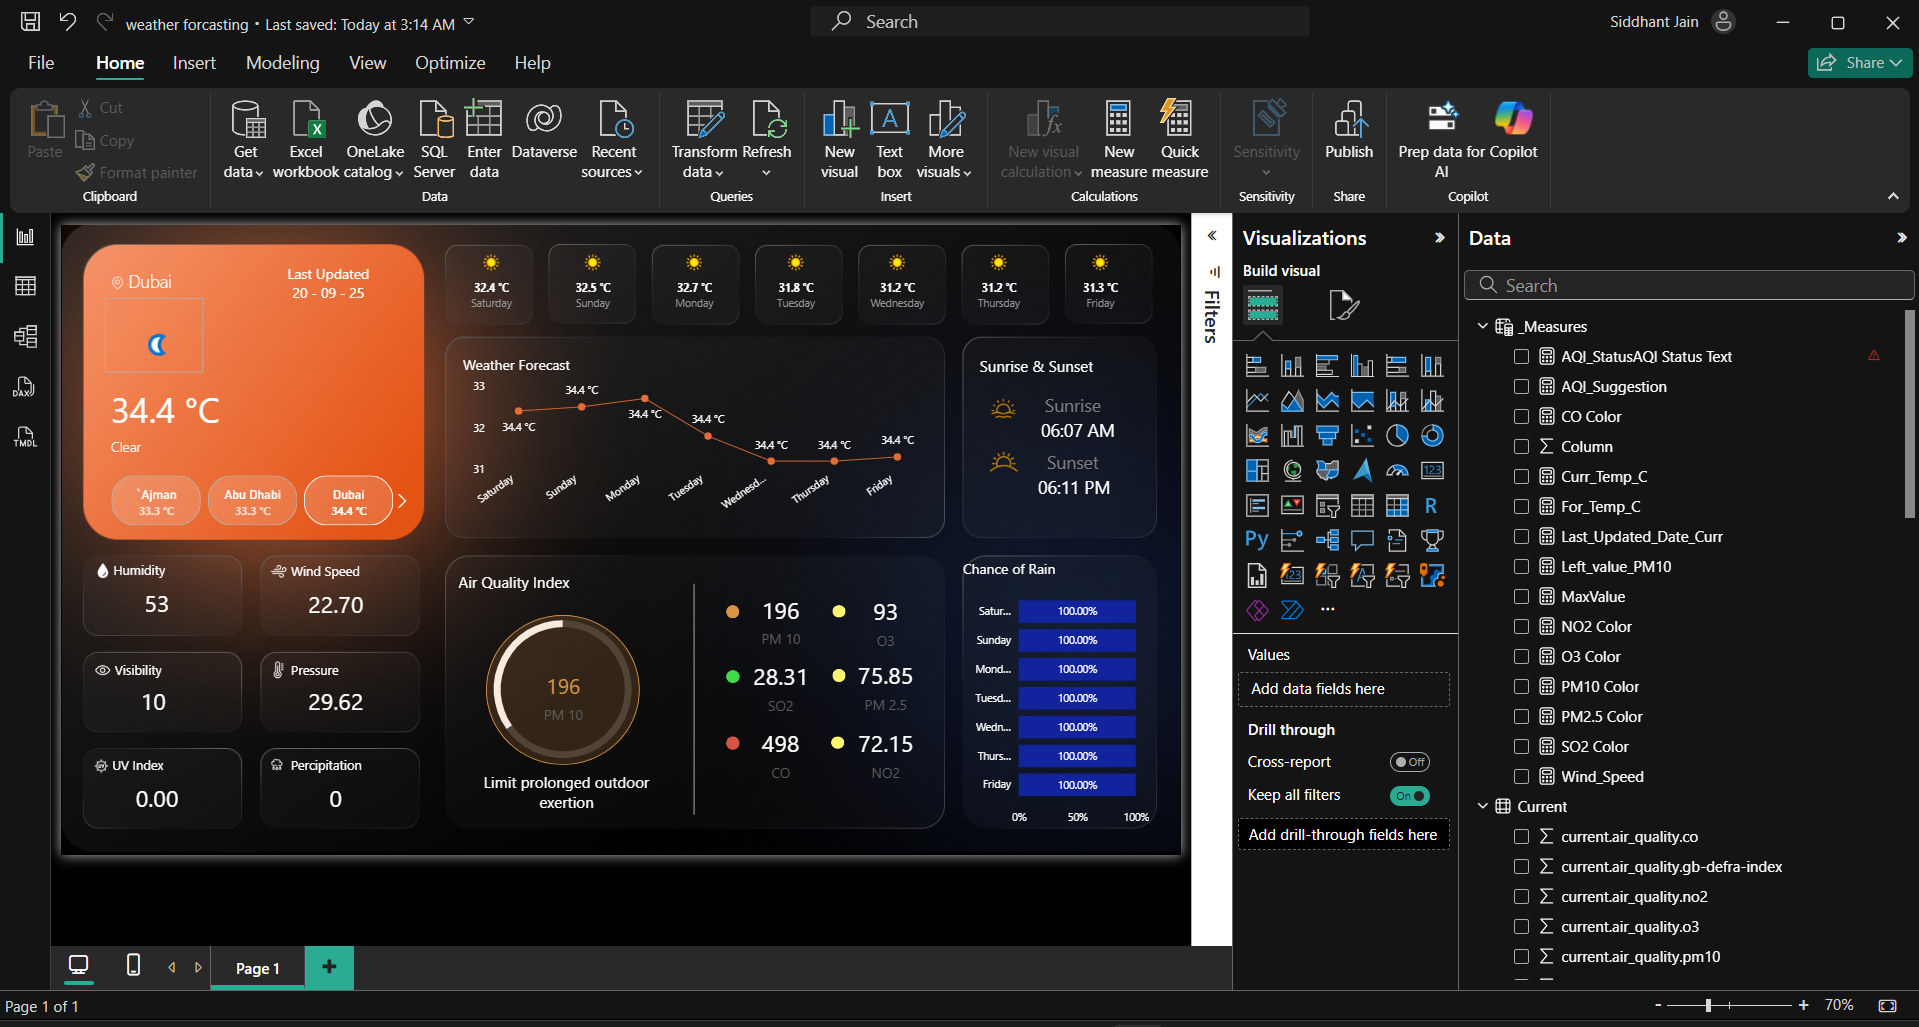 weather forcasting • Last saved: Today at 3:14 AM
Search
Siddhant Jain
File
Home
Insert
Modeling
View
Optimize
Help
Share
Paste
Cut
Copy
Format painter
Clipboard
Get data
Excel workbook
OneLake catalog
SQL Server
Enter data
Dataverse
Recent sources
Data
Transform data
Refresh
Queries
New visual
Text box
More visuals
Insert
New visual calculation
New measure
Quick measure
Calculations
Sensitivity
Sensitivity
Publish
Share
Prep data for AI
Copilot
Copilot
DAX
TMDL
Dubai
Last Updated
20 - 09 - 25
34.4 °C
Clear
`Ajman
33.3 °C
Abu Dhabi
33.3 °C
Dubai
34.4 °C
32.4 °C
Saturday
32.5 °C
Sunday
32.7 °C
Monday
31.8 °C
Tuesday
31.2 °C
Wednesday
31.2 °C
Thursday
31.3 °C
Friday
Weather Forecast
33
32
31
34.4 °C
34.4 °C
34.4 °C
34.4 °C
34.4 °C
34.4 °C
34.4 °C
Saturday
Sunday
Monday
Tuesday
Wednesd...
Thursday
Friday
Sunrise & Sunset
Sunrise
06:07 AM
Sunset
06:11 PM
Humidity
53
Wind Speed
22.70
Visibility
10
Pressure
29.62
UV Index
0.00
Percipitation
0
Air Quality Index
196
PM 10
Limit prolonged outdoor
exertion
196
PM 10
93
O3
28.31
SO2
75.85
PM 2.5
498
CO
72.15
NO2
Chance of Rain
Satur...
100.00%
Sunday
100.00%
Mond...
100.00%
Tuesd...
100.00%
Wedn...
100.00%
Thurs...
100.00%
Friday
100.00%
0%
50%
100%
Filters
Visualizations
Build visual
123
R
Py
123
Values
Add data fields here
Drill through
Cross-report
Off
Keep all filters
On
Add drill-through fields here
Data
Search
_Measures
AQI_StatusAQI Status Text
AQI_Suggestion
CO Color
Column
Curr_Temp_C
For_Temp_C
Last_Updated_Date_Curr
Left_value_PM10
MaxValue
NO2 Color
O3 Color
PM10 Color
PM2.5 Color
SO2 Color
Wind_Speed
Current
current.air_quality.co
current.air_quality.gb-defra-index
current.air_quality.no2
current.air_quality.o3
current.air_quality.pm10
Page 1
Page 1 of 1
70%